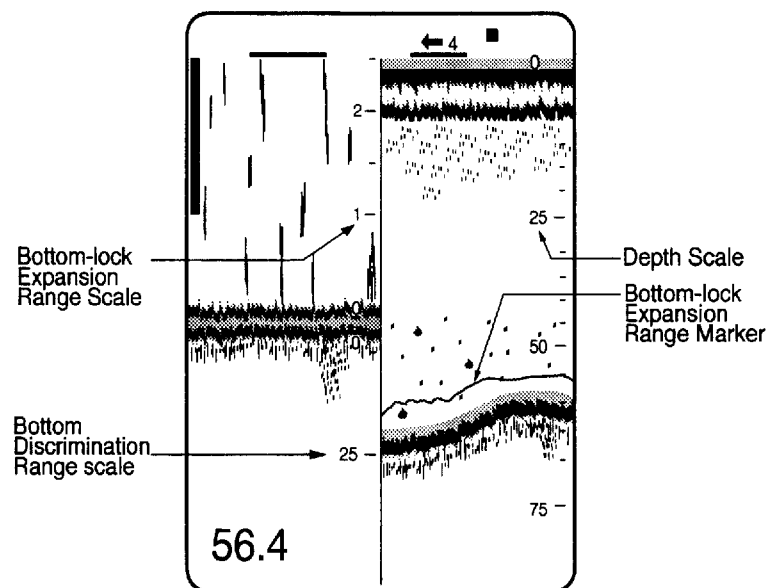 ← 4
0
2
25
1
Bottom-lock
Expansion
Range Scale
Depth Scale
Bottom-lock
Expansion
Range Marker
0
0
50
Bottom
Discrimination
Range scale
25
75
56.4